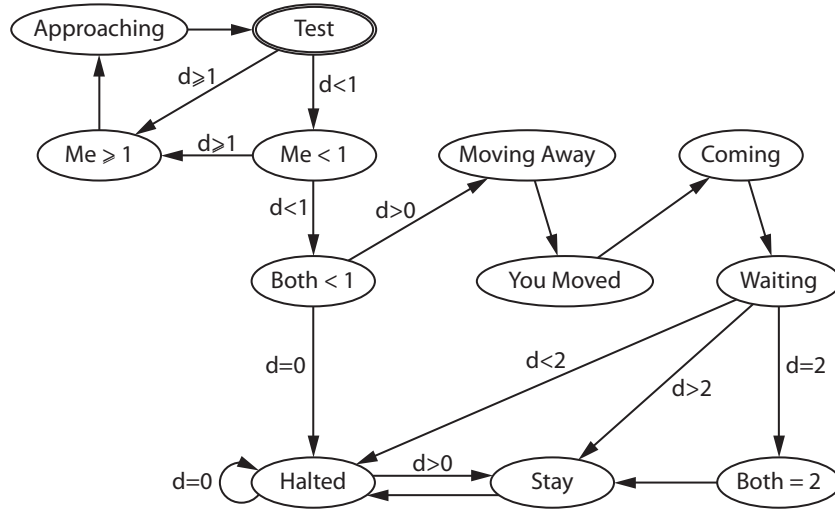 Approaching
Test
d⩾1
d<1
Me ⩾ 1
d⩾1
Me < 1
Moving Away
Coming
d<1
d>0
Both < 1
You Moved
Waiting
d=0
d<2
d>2
d=2
d=0
Halted
d>0
Stay
Both = 2